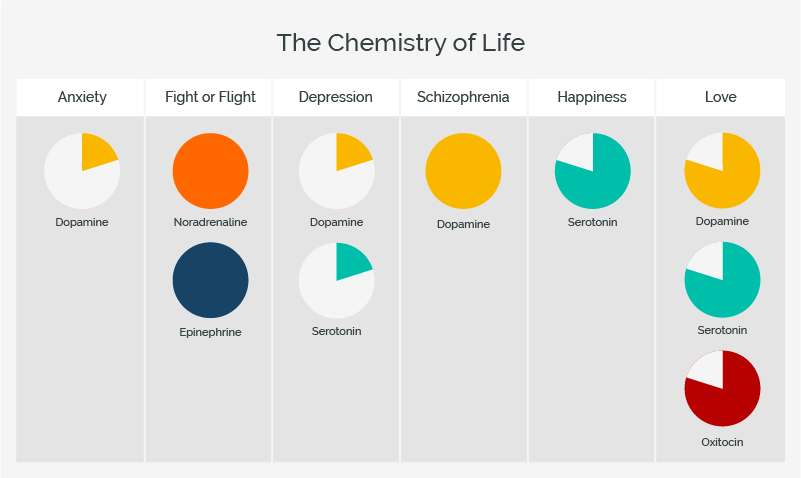 The Chemistry of Life
Anxiety
Fight or Flight
Depression
Schizophrenia
Happiness
Love
Dopamine
Noradrenaline
Dopamine
Dopamine
Serotonin
Dopamine
Epinephrine
Serotonin
Serotonin
Oxitocin